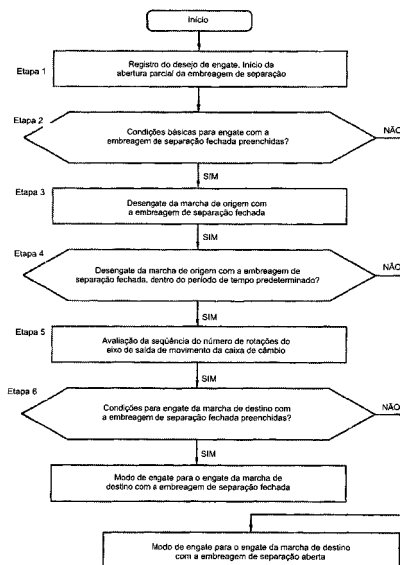 Início
Etapa 1
Registro do desejo de engate. Início da
abertura parcial da embreagem de separação
Etapa 2
Condições básicas para engate com a
embreagem de separação fechada preenchidas?
NÃO
SIM
Etapa 3
Desengate da marcha de origem com
a embreagem de separação fechada
SIM
Etapa 4
Desengate da marcha de origem com a embreagem de
separação fechada, dentro do período de tempo predeterminado?
NÃO
SIM
Etapa 5
Avaliação da seqüência do número de rotações do
eixo de saída de movimento da caixa de câmbio
SIM
Etapa 6
Condições para engate da marcha de destino com
a embreagem de separação fechada preenchidas?
NÃO
SIM
Modo de engate para o engate da marcha de
destino com a embreagem de separação fechada
Modo de engate para o engate da marcha de destino
com a embreagem de separação aberta